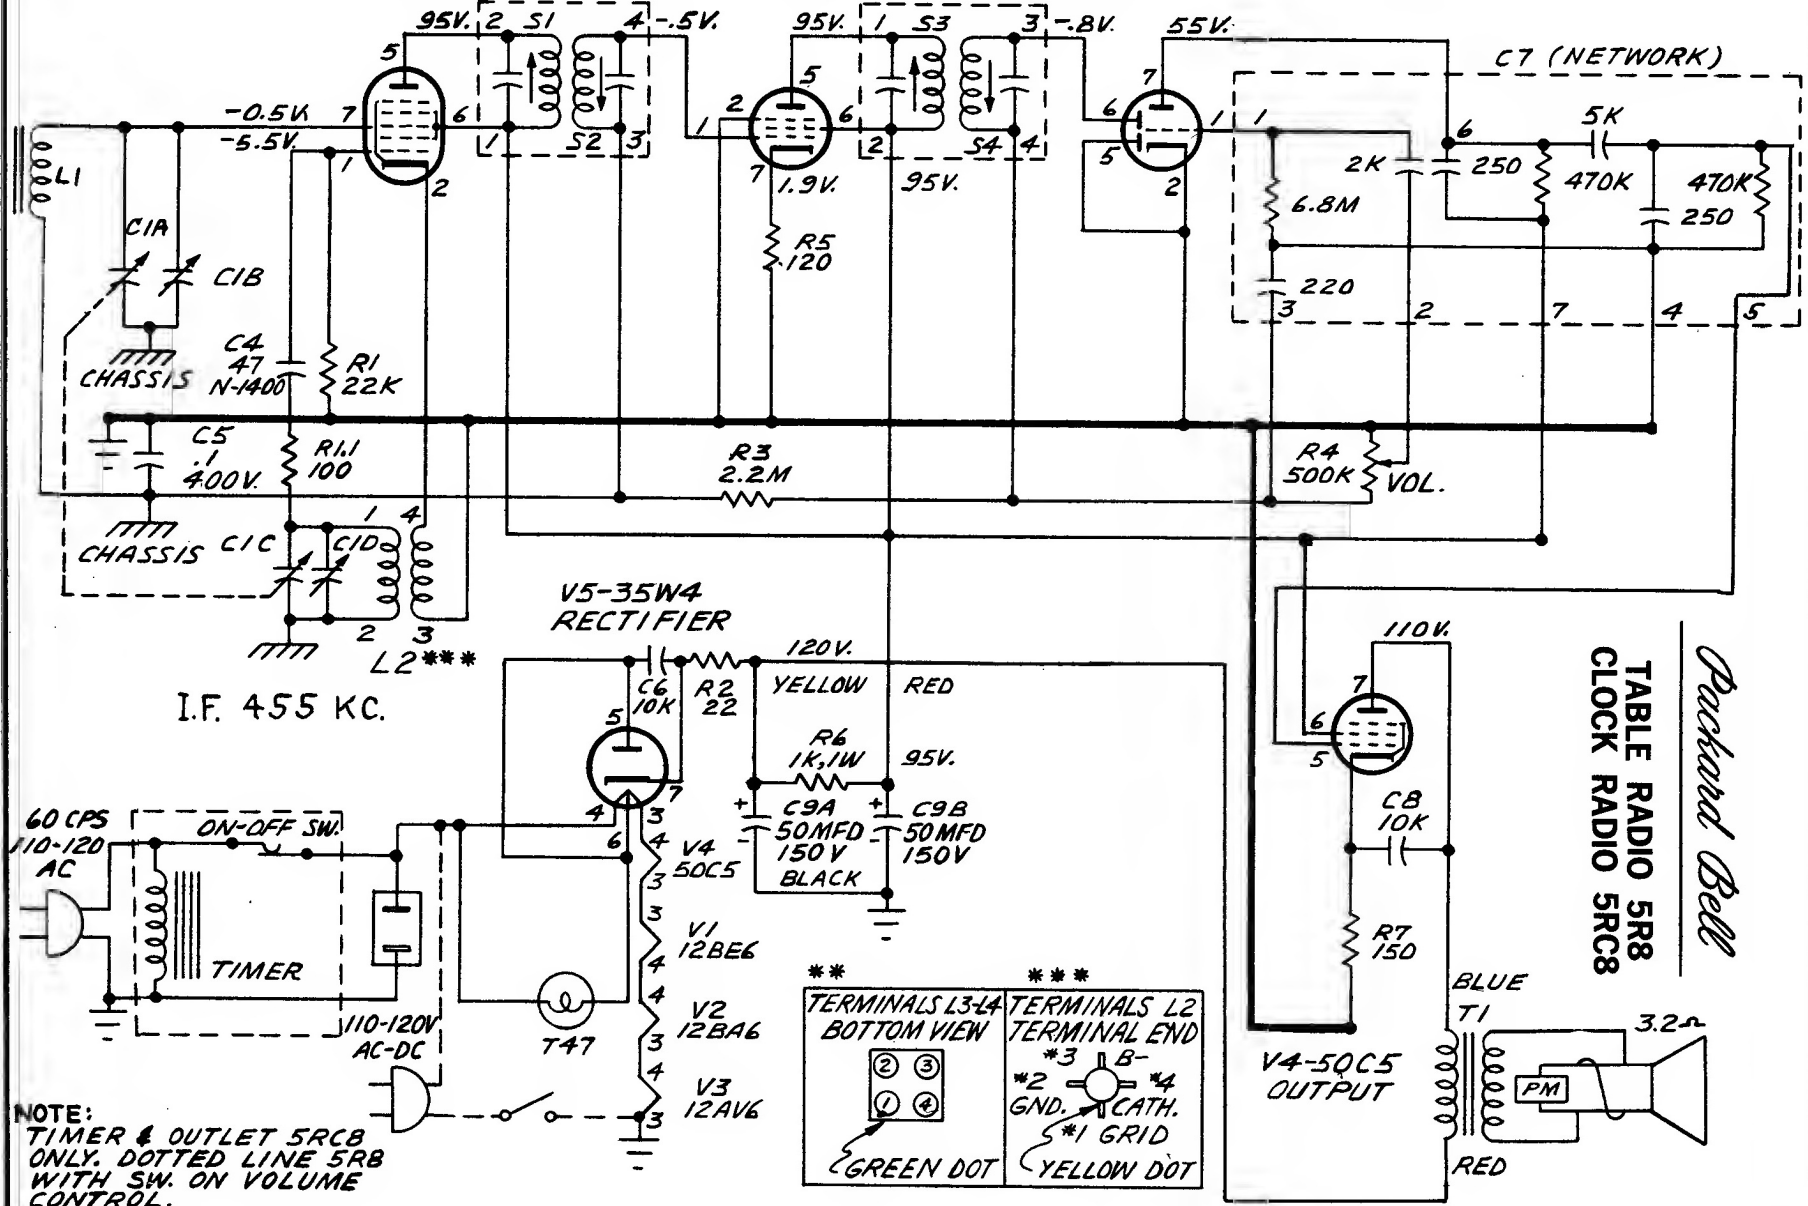 95V.
2
S1
4
-.5V.
95V.
1
S3
3
-.8V.
55V.
C7 (NETWORK)
5
-0.5V
7
6
-5.5V.
1
2
1
S2
3
5
2
1
6
7
1.9V.
2
S4
4
95V.
7
6
5
1
2
1
6
5K
2K
250
470K
470K
6.8M
250
220
3
2
7
4
5
L1
C1A
C1B
CHASSIS
C4
47
N-1400
R1
22K
R5
120
C5
.1
400V.
R1.1
100
R3
2.2M
R4
500K
VOL.
CHASSIS
C1C
C1D
1
4
2
3
L2***
I.F. 455 KC.
V5-35W4
RECTIFIER
120V.
C6
10K
R2
22
YELLOW
RED
5
7
4
6
3
R6
1K,1W
95V.
+
C9A
50MFD
150V
-
+
C9B
50MFD
150V
-
BLACK
110V.
7
6
5
C8
10K
R7
150
BLUE
T1
3.2Ω
PM
RED
V4-50C5
OUTPUT
Packard Bell
TABLE RADIO 5R8
CLOCK RADIO 5RC8
60 CPS
110-120
AC
ON-OFF SW.
TIMER
110-120V
AC-DC
T47
4
V4
50C5
3
3
V1
12BE6
4
4
V2
12BA6
3
4
V3
12AV6
3
**
TERMINALS L3-L4
BOTTOM VIEW
2
3
1
4
GREEN DOT
***
TERMINALS L2
TERMINAL END
*3
B-
*2
GND.
*4
CATH.
*1 GRID
YELLOW DOT
NOTE:
TIMER & OUTLET 5RC8
ONLY. DOTTED LINE 5R8
WITH SW. ON VOLUME
CONTROL.